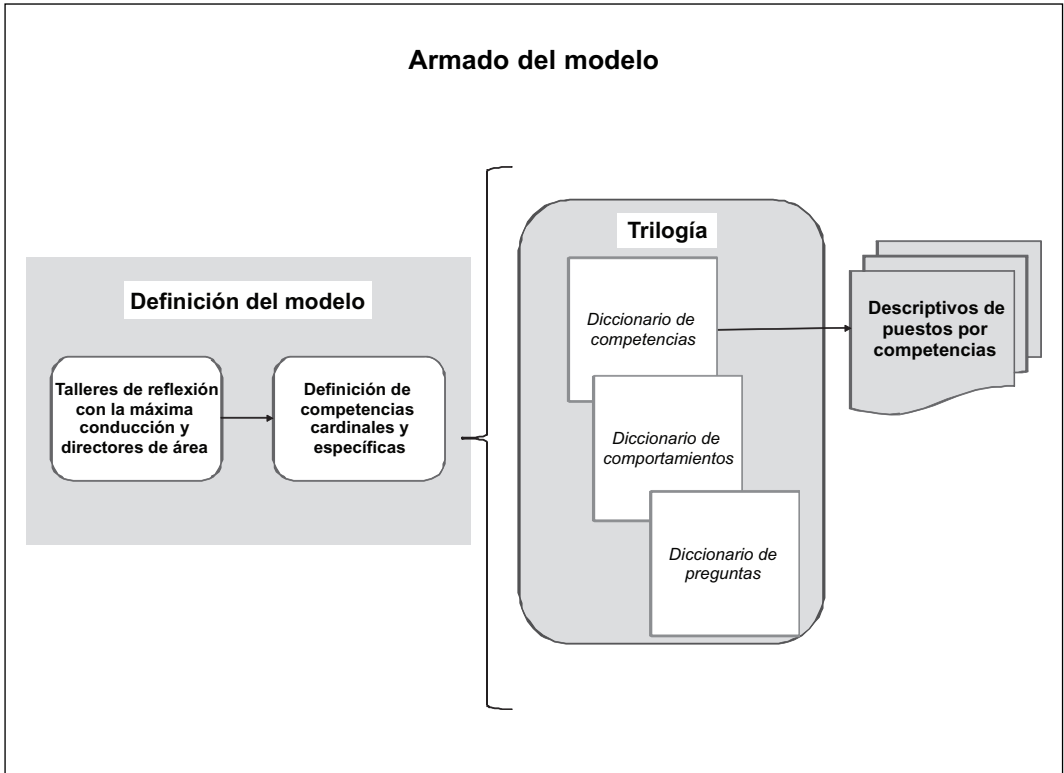 Armado del modelo
Definición del modelo
Talleres de reflexión
con la máxima
conducción y
directores de área
Definición de
competencias
cardinales y
específicas
Trilogía
Diccionario de
competencias
Diccionario de
comportamientos
Diccionario de
preguntas
Descriptivos de
puestos por
competencias